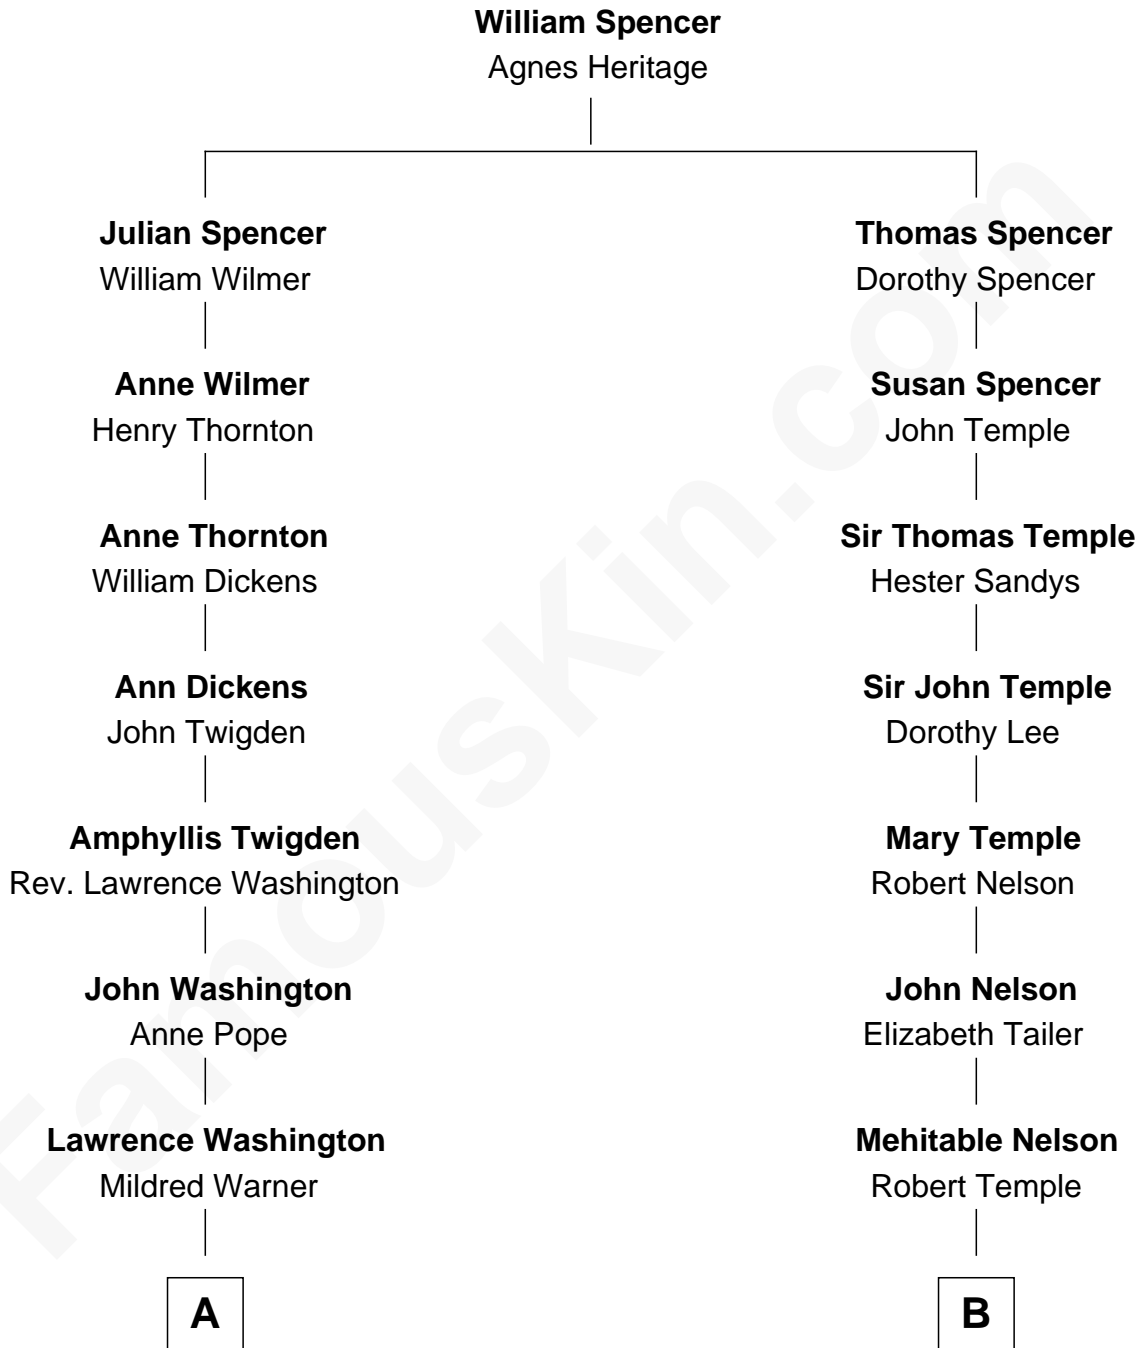 William Spencer
Agnes Heritage
Julian Spencer
William Wilmer
Thomas Spencer
Dorothy Spencer
Anne Wilmer
Henry Thornton
Susan Spencer
John Temple
Anne Thornton
William Dickens
Sir Thomas Temple
Hester Sandys
Ann Dickens
John Twigden
Sir John Temple
Dorothy Lee
Amphyllis Twigden
Rev. Lawrence Washington
Mary Temple
Robert Nelson
John Washington
Anne Pope
John Nelson
Elizabeth Tailer
Lawrence Washington
Mildred Warner
Mehitable Nelson
Robert Temple
A
B
FamousKin.com